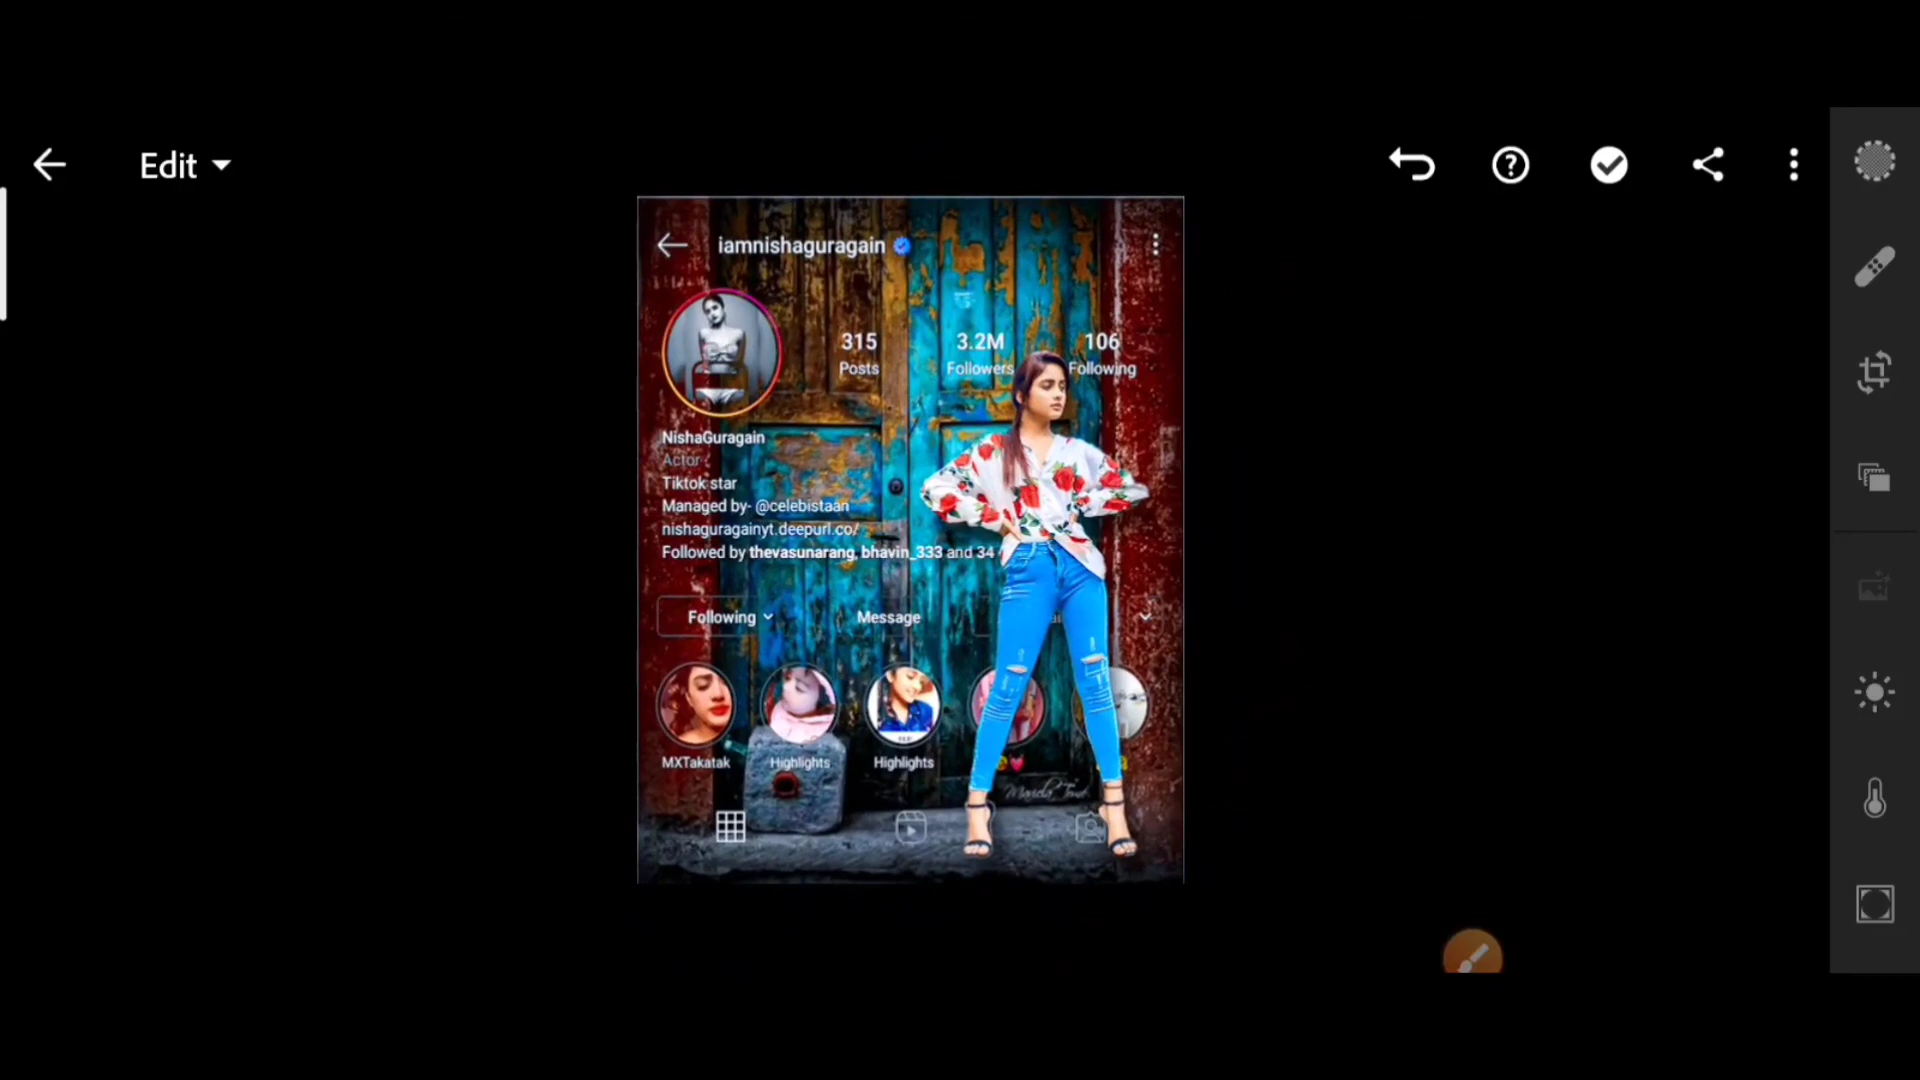 Edit
iamnishaguragain
315
Posts
3.2M
Followers
106
Following
NishaGuragain
Actor
Tiktok star
Managed by- @celebistaan
nishaguragainyt.deepurl.co/
Followed by thevasunarang, bhavin_333 and 34
Following
Message
MXTakatak
Highlights
Highlights